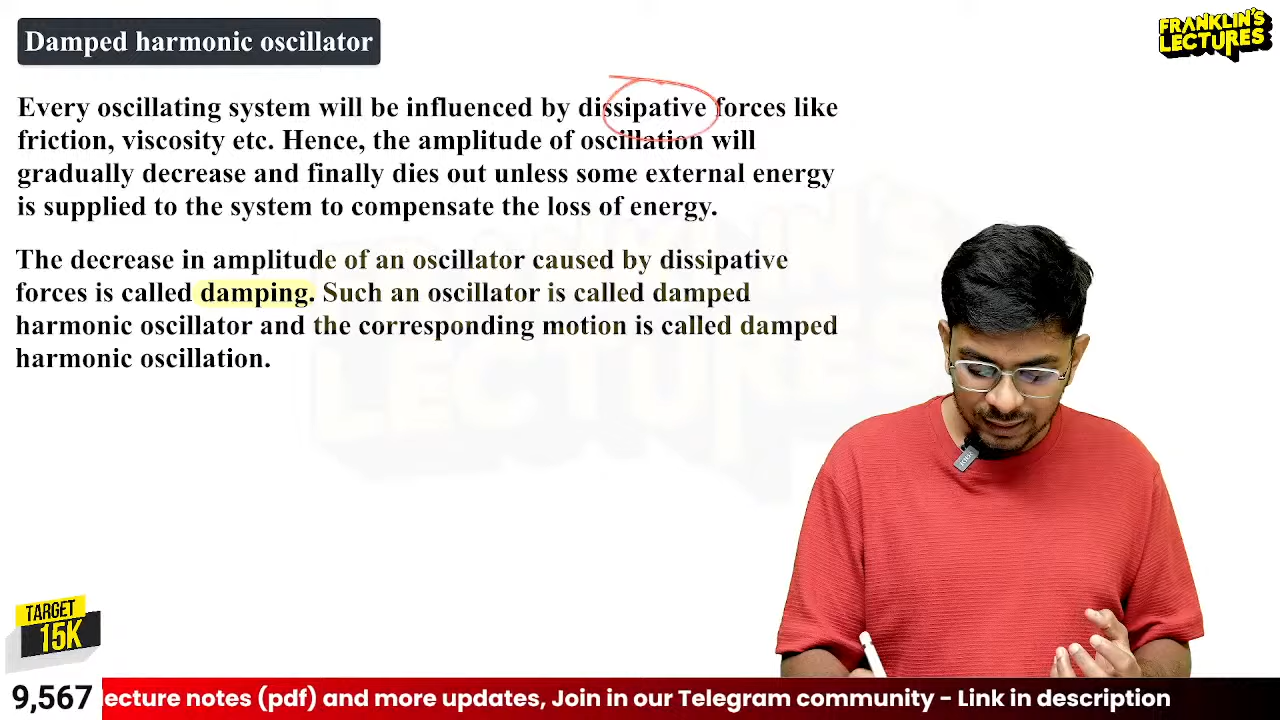 Damped harmonic oscillator
FRANKLIN'S
LECTURES
Every oscillating system will be influenced by dissipative forces like
friction, viscosity etc. Hence, the amplitude of oscillation will
gradually decrease and finally dies out unless some external energy
is supplied to the system to compensate the loss of energy.
The decrease in amplitude of an oscillator caused by dissipative
forces is called damping. Such an oscillator is called damped
harmonic oscillator and the corresponding motion is called damped
harmonic oscillation.
FRANKLIN'S
LECTURES
TARGET
15K
9,567 lecture notes (pdf) and more updates, Join in our Telegram community - Link in description